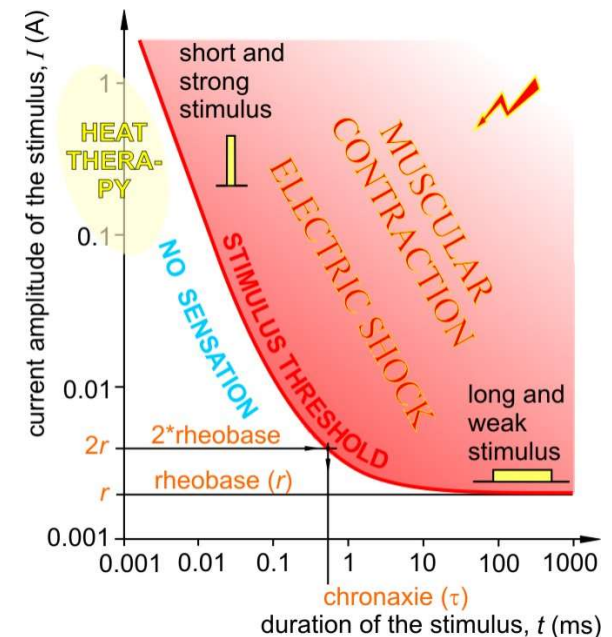 current amplitude of the stimulus, I (A)
short and
strong
stimulus
1
HEAT
THERA-
PY
MUSCULAR
CONTRACTION
ELECTRIC SHOCK
0.1
NO SENSATION
STIMULUS THRESHOLD
0.01
long and
weak
stimulus
2r
2*rheobase
r
rheobase (r)
0.001
0.001 0.01 0.1 1 10 100 1000
chronaxie (τ)
duration of the stimulus, t (ms)